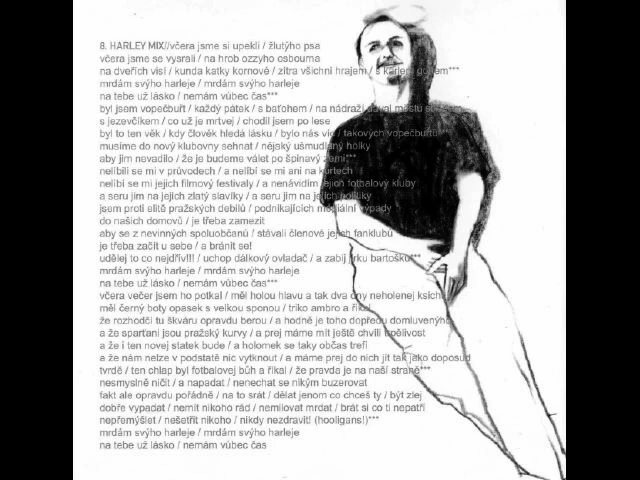 8. HARLEY MIX//včera jsme si upekli / žlutýho psa
včera jsme se vysrali / na hrob ozzyho osbourna
na dveřích visí / kunda katky kornové / zítra všichni hrajem / s karlem gottem***
mrdám svýho harleje / mrdám svýho harleje
na tebe už lásko / nemám vůbec čas***
byl jsem vopečbuřt / každý pátek / s baťohem / na nádraží
s jezevčíkem / co už je mrtvej / chodil jsem po lese
byl to ten věk / kdy člověk hledá lásku / bylo nás víc / takových vopečbuřtů
musíme do nový klubovny sehnat / nějaký ušmudlaný holky
aby jim nevadilo / že je budeme válet po špinavý zemi***
nelíbili se mi v průvodech / a nelíbí se mi ani na kurtech
nelíbí se mi jejich filmový festivaly / a nenávidím jejich fotbalový kluby
a seru jim na jejich zlatý slavíky / a seru jim na jejich politiky
jsem proti elitě pražských debilů / podnikajících mediální výpady
do našich domovů / je třeba zamezit
aby se z nevinných spoluobčanů / stávali členové jejich fanklubů
je třeba začít u sebe / a bránit se!
udělej to co nejdřív!!! / uchop dálkový ovladač / a zabij jirku bartošku***
mrdám svýho harleje / mrdám svýho harleje
na tebe už lásko / nemám vůbec čas***
včera večer jsem ho potkal / měl holou hlavu a tak dva dny neholenej ksicht
měl černý boty opasek s velkou sponou / triko ambro a říkal
že rozhodčí tu škváru opravdu berou / a hodně je toho dopředu domluvenýho
a že sparťani jsou pražský kurvy / a prej máme mít ještě chvíli trpělivost
a že i ten novej statek bude / a holomek se taky občas trefí
a že nám nelze v podstatě nic vytknout / a máme prej do nich jít tak jako doposud
tvrdě / ten chlap byl fotbalovej bůh a říkal / že pravda je na naší straně***
nesmyslně ničit / a napadat / nenechat se nikým buzerovat
fakt ale opravdu pořádně / na to srát / dělat jenom co chceš ty / být zlej
dobře vypadat / nemít nikoho rád / nemilovat mrdat / brát si co ti nepatří
nepřemýšlet / nešetřit nikoho / nikdy nezdravit! (hooligans!)***
mrdám svýho harleje / mrdám svýho harleje
na tebe už lásko / nemám vůbec čas